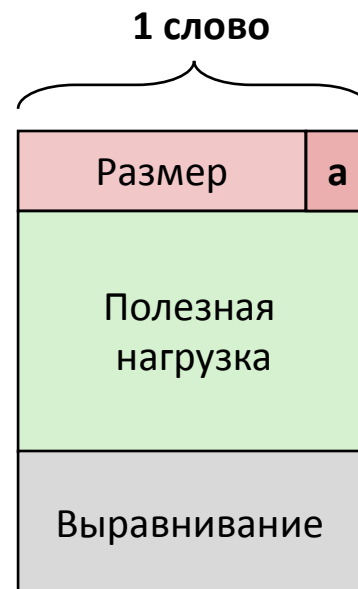 1 слово
Размер
a
Полезная
нагрузка
Выравнивание